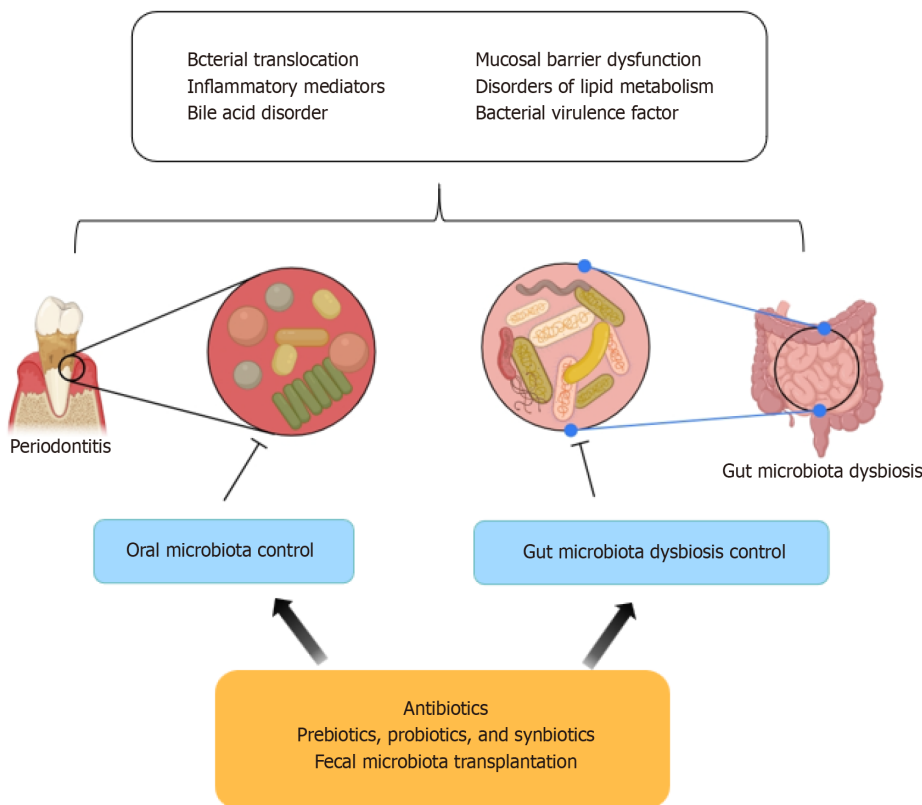 Bcterial translocation
Inflammatory mediators
Bile acid disorder
Mucosal barrier dysfunction
Disorders of lipid metabolism
Bacterial virulence factor
Periodontitis
Gut microbiota dysbiosis
Oral microbiota control
Gut microbiota dysbiosis control
Antibiotics
Prebiotics, probiotics, and synbiotics
Fecal microbiota transplantation